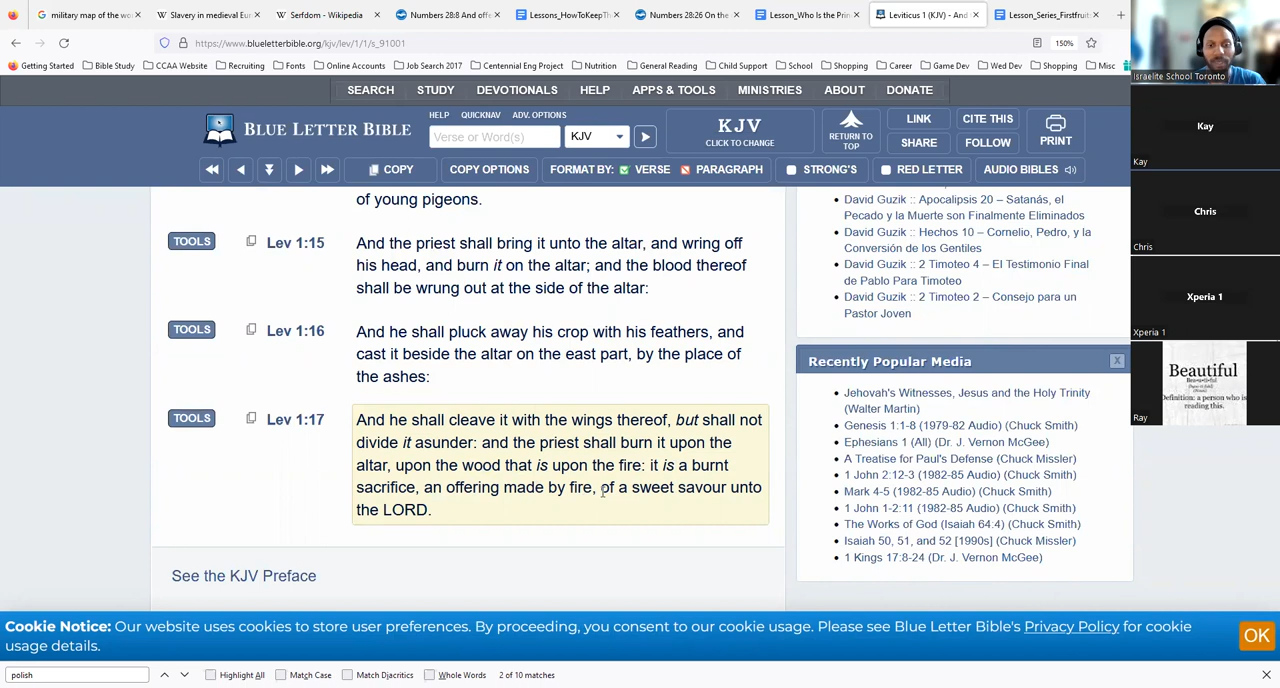 military map of the wor
Slavery in medieval Eur
Serfdom - Wikipedia
Numbers 28:8 And offe
Lessons_HowToKeepTh
Numbers 28:26 On the
Lesson_Who Is the Prin
Leviticus 1 (KJV) - And
Lesson_Series_Firstfruit
https://www.blueletterbible.org/kjv/lev/1/1/s_91001
150%
Getting Started
Bible Study
CCAA Website
Recruiting
Fonts
Online Accounts
Job Search 2017
Centennial Eng Project
Nutrition
General Reading
Child Support
School
Shopping
Career
Game Dev
Wed Dev
Shopping
Misc
SEARCH STUDY DEVOTIONALS HELP APPS & TOOLS MINISTRIES ABOUT DONATE
BLUE LETTER BIBLE
HELP QUICKNAV ADV. OPTIONS
Verse or Word(s)
KJV
KJV
CLICK TO CHANGE
RETURN TO
TOP
LINK
CITE THIS
SHARE
FOLLOW
PRINT
COPY
COPY OPTIONS
FORMAT BY: VERSE PARAGRAPH
STRONG'S
RED LETTER
AUDIO BIBLES
of young pigeons.
TOOLS
Lev 1:15
And the priest shall bring it unto the altar, and wring off
his head, and burn it on the altar; and the blood thereof
shall be wrung out at the side of the altar:
TOOLS
Lev 1:16
And he shall pluck away his crop with his feathers, and
cast it beside the altar on the east part, by the place of
the ashes:
TOOLS
Lev 1:17
And he shall cleave it with the wings thereof, but shall not
divide it asunder: and the priest shall burn it upon the
altar, upon the wood that is upon the fire: it is a burnt
sacrifice, an offering made by fire, of a sweet savour unto
the LORD.
See the KJV Preface
David Guzik :: Apocalipsis 20 – Satanás, el
Pecado y la Muerte son Finalmente Eliminados
David Guzik :: Hechos 10 – Cornelio, Pedro, y la
Conversión de los Gentiles
David Guzik :: 2 Timoteo 4 – El Testimonio Final
de Pablo Para Timoteo
David Guzik :: 2 Timoteo 2 – Consejo para un
Pastor Joven
Recently Popular Media
X
Jehovah's Witnesses, Jesus and the Holy Trinity
(Walter Martin)
Genesis 1:1-8 (1979-82 Audio) (Chuck Smith)
Ephesians 1 (All) (Dr. J. Vernon McGee)
A Treatise for Paul's Defense (Chuck Missler)
1 John 2:12-3 (1982-85 Audio) (Chuck Smith)
Mark 4-5 (1982-85 Audio) (Chuck Smith)
1 John 1-2:11 (1982-85 Audio) (Chuck Smith)
The Works of God (Isaiah 64:4) (Chuck Smith)
Isaiah 50, 51, and 52 [1990s] (Chuck Missler)
1 Kings 17:8-24 (Dr. J. Vernon McGee)
Cookie Notice: Our website uses cookies to store user preferences. By proceeding, you consent to our cookie usage. Please see Blue Letter Bible's Privacy Policy for cookie
usage details.
OK
polish
Highlight All
Match Case
Match Diacritics
Whole Words
2 of 10 matches
Israelite School Toronto
Kay
Kay
Chris
Chris
Xperia 1
Xperia 1
Beautiful
Definition: a person who is
reading this.
Ray